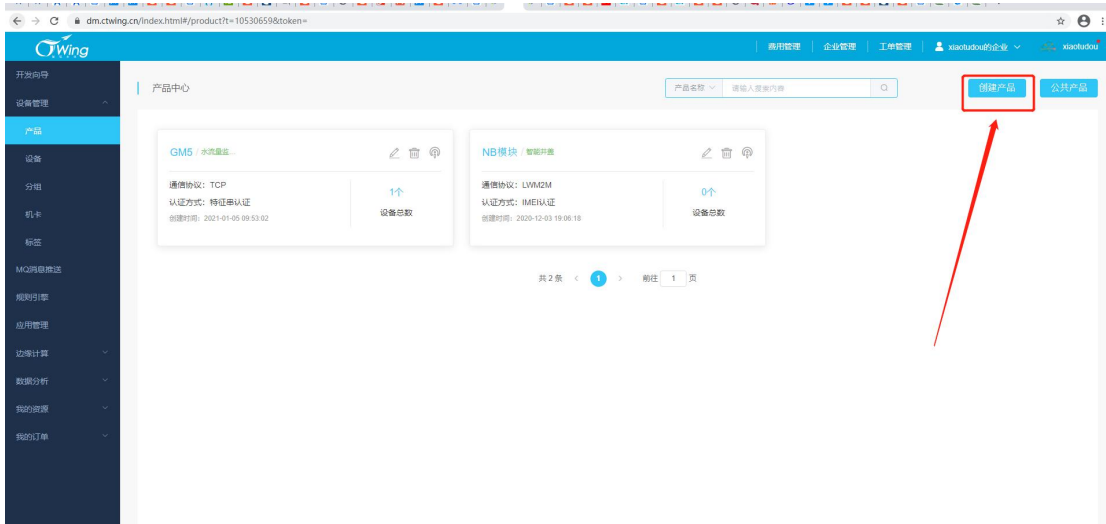 dm.ctwing.cn/index.html#/product?t=10530659&token=
CTWing
费用管理 企业管理 工单管理 xiaotudou的企业 xiaotudou
开发向导
设备管理
产品
设备
分组
机卡
标签
MQ消息推送
规则引擎
应用管理
边缘计算
数据分析
我的资源
我的订单
产品中心
产品名称 请输入搜索内容
创建产品 公共产品
GM5 / 水流量监...
通信协议：TCP
认证方式：特征串认证
创建时间：2021-01-05 09:53:02
1个
设备总数
NB模块 / 智能井盖
通信协议：LWM2M
认证方式：IMEI认证
创建时间：2020-12-03 19:06:18
0个
设备总数
共 2 条 < 1 > 前往 1 页